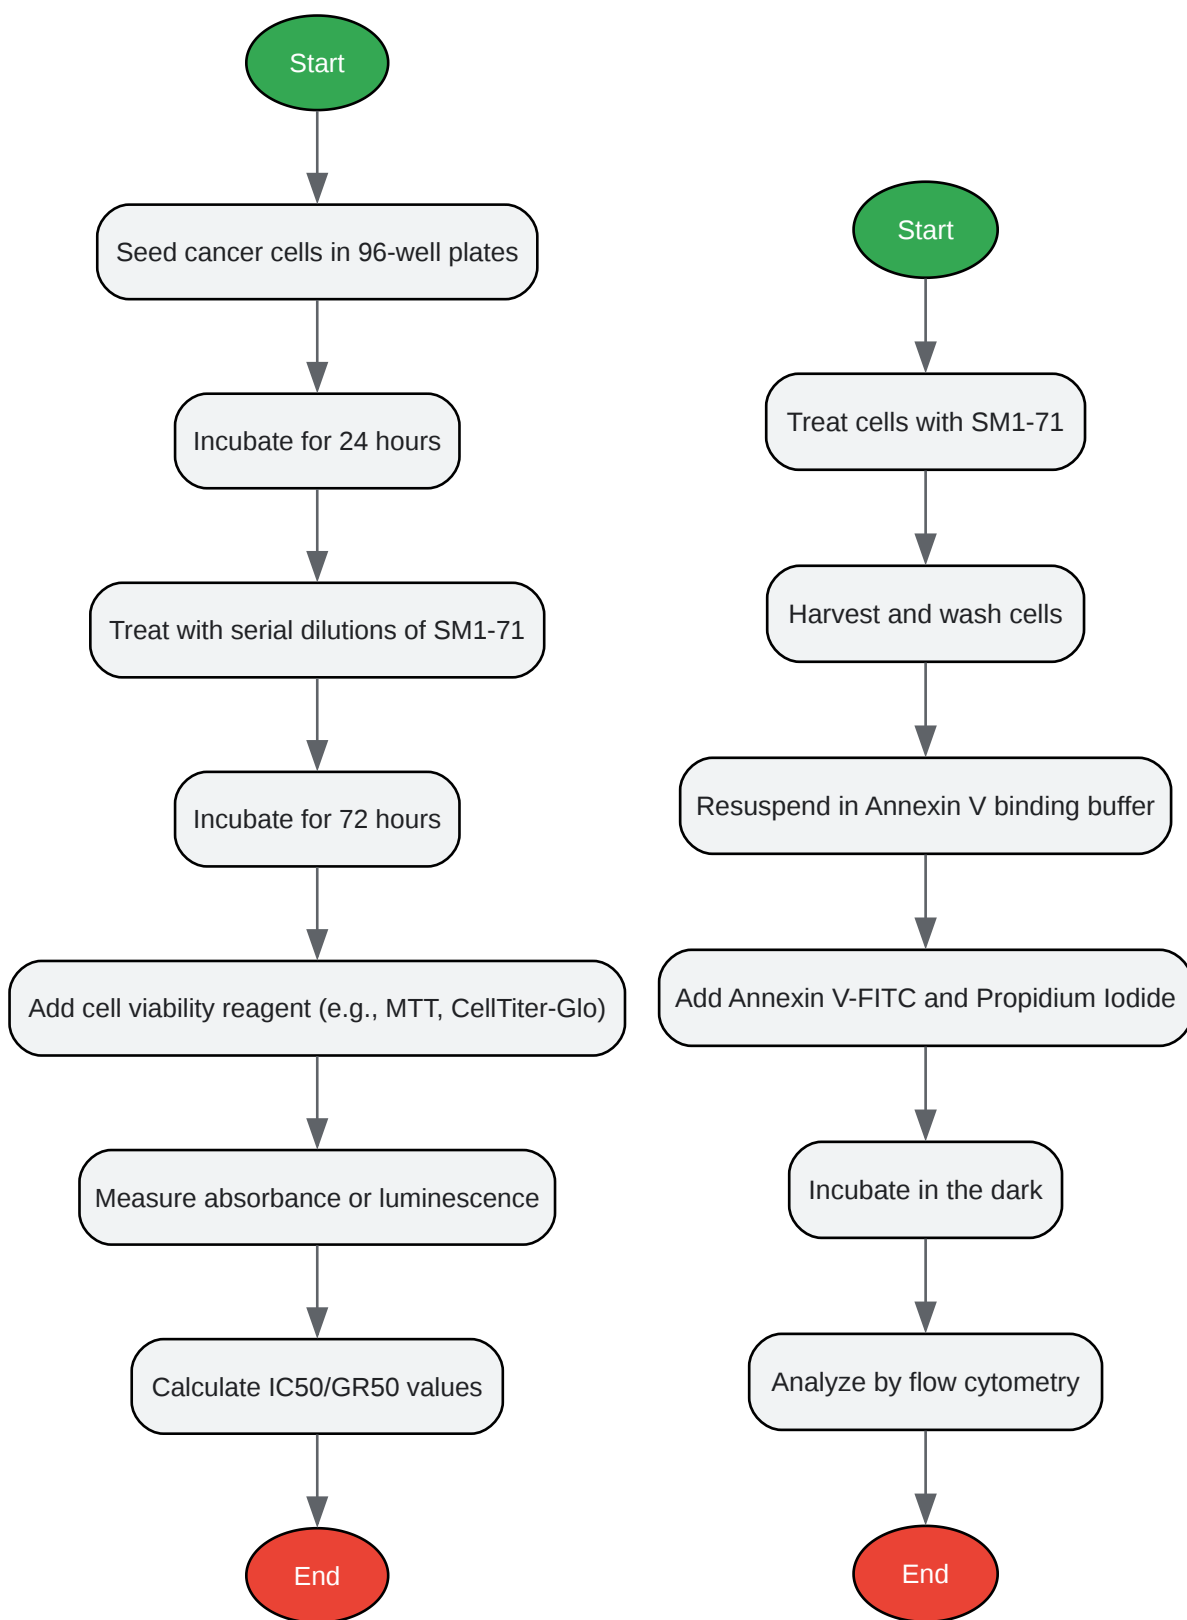 Start
Seed cancer cells in 96-well plates
Incubate for 24 hours
Treat with serial dilutions of SM1-71
Incubate for 72 hours
Add cell viability reagent (e.g., MTT, CellTiter-Glo)
Measure absorbance or luminescence
Calculate IC50/GR50 values
End
Start
Treat cells with SM1-71
Harvest and wash cells
Resuspend in Annexin V binding buffer
Add Annexin V-FITC and Propidium Iodide
Incubate in the dark
Analyze by flow cytometry
End